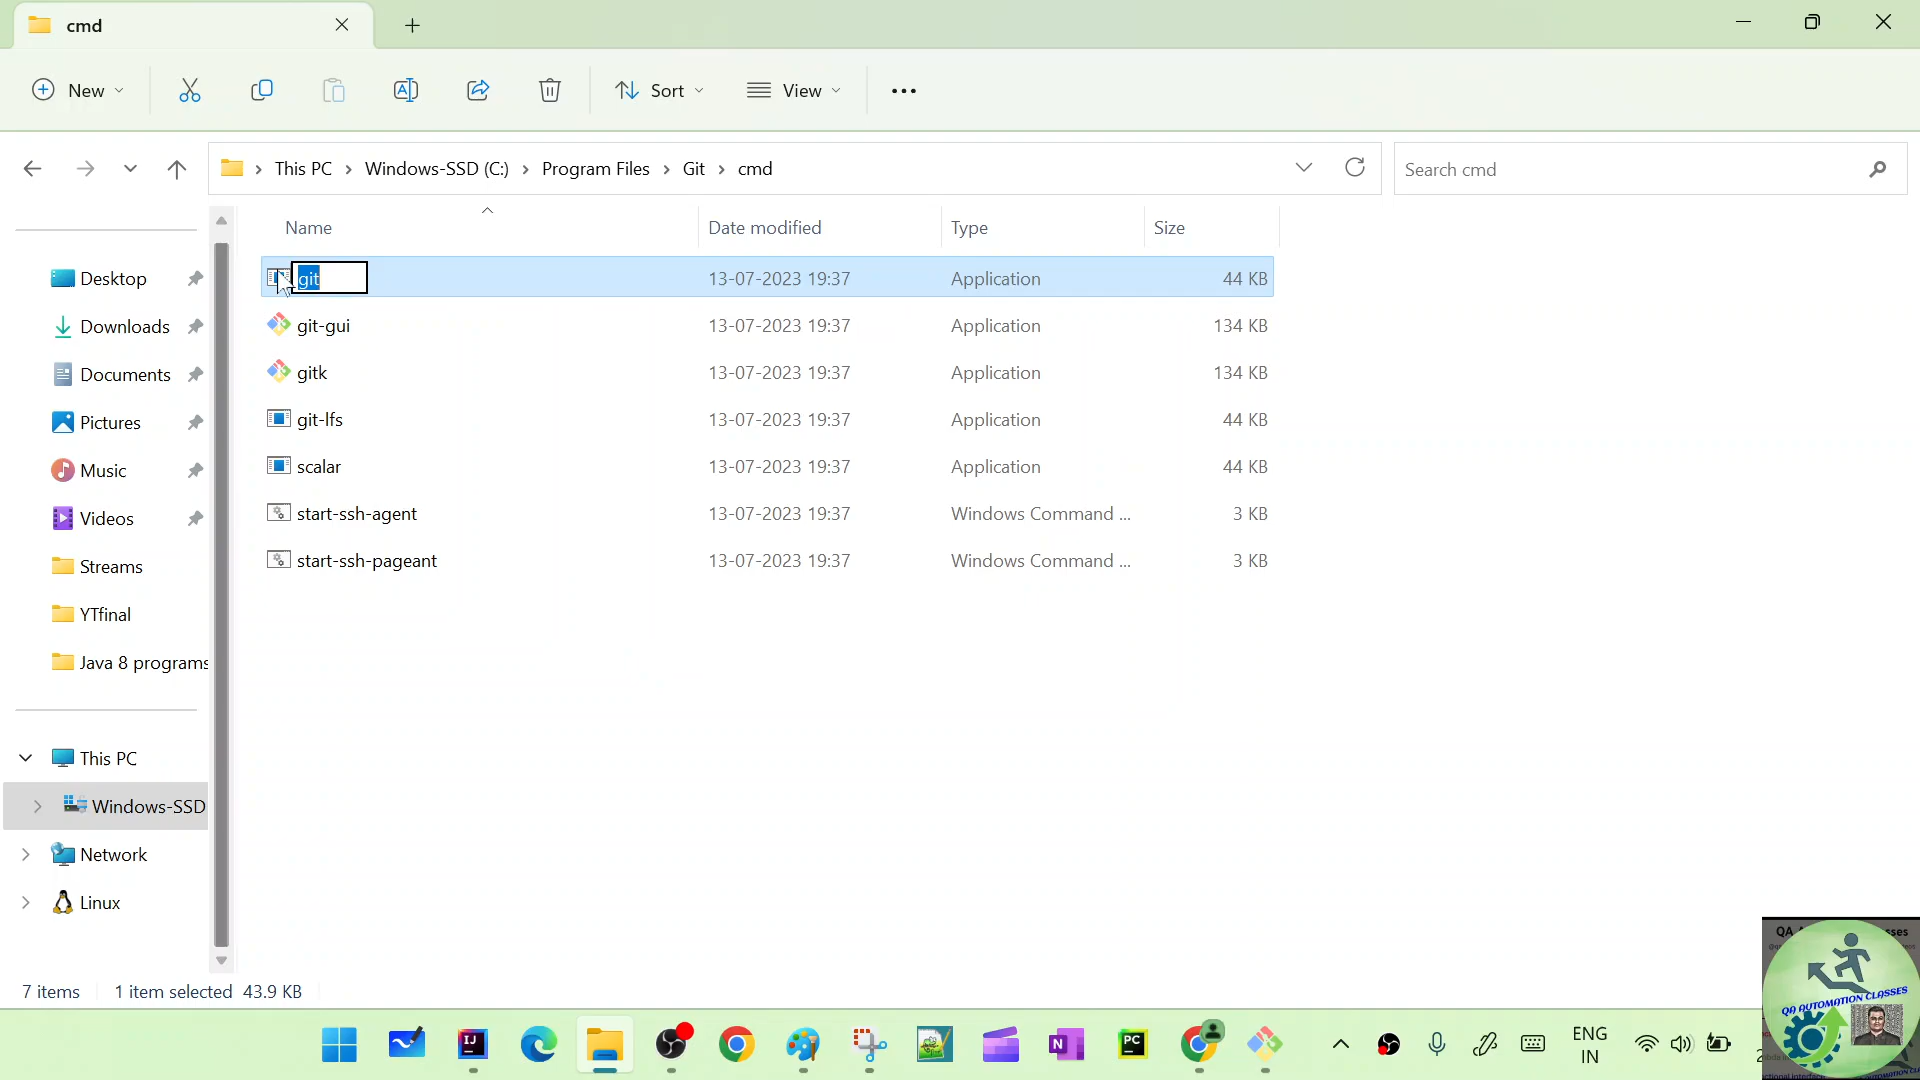 cmd
New
Sort
View
This PC
Windows-SSD (C:)
Program Files
Git
cmd
Search cmd
Name
Date modified
Type
Size
git
13-07-2023 19:37
Application
44 KB
git-gui
13-07-2023 19:37
Application
134 KB
gitk
13-07-2023 19:37
Application
134 KB
git-lfs
13-07-2023 19:37
Application
44 KB
scalar
13-07-2023 19:37
Application
44 KB
start-ssh-agent
13-07-2023 19:37
Windows Command ...
3 KB
start-ssh-pageant
13-07-2023 19:37
Windows Command ...
3 KB
Desktop
Downloads
Documents
Pictures
Music
Videos
Streams
YTfinal
Java 8 programs
This PC
Windows-SSD
Network
Linux
7 items
1 item selected 43.9 KB
IJ
N
PC
ENG
IN
QA AUTOMATION CLASSES